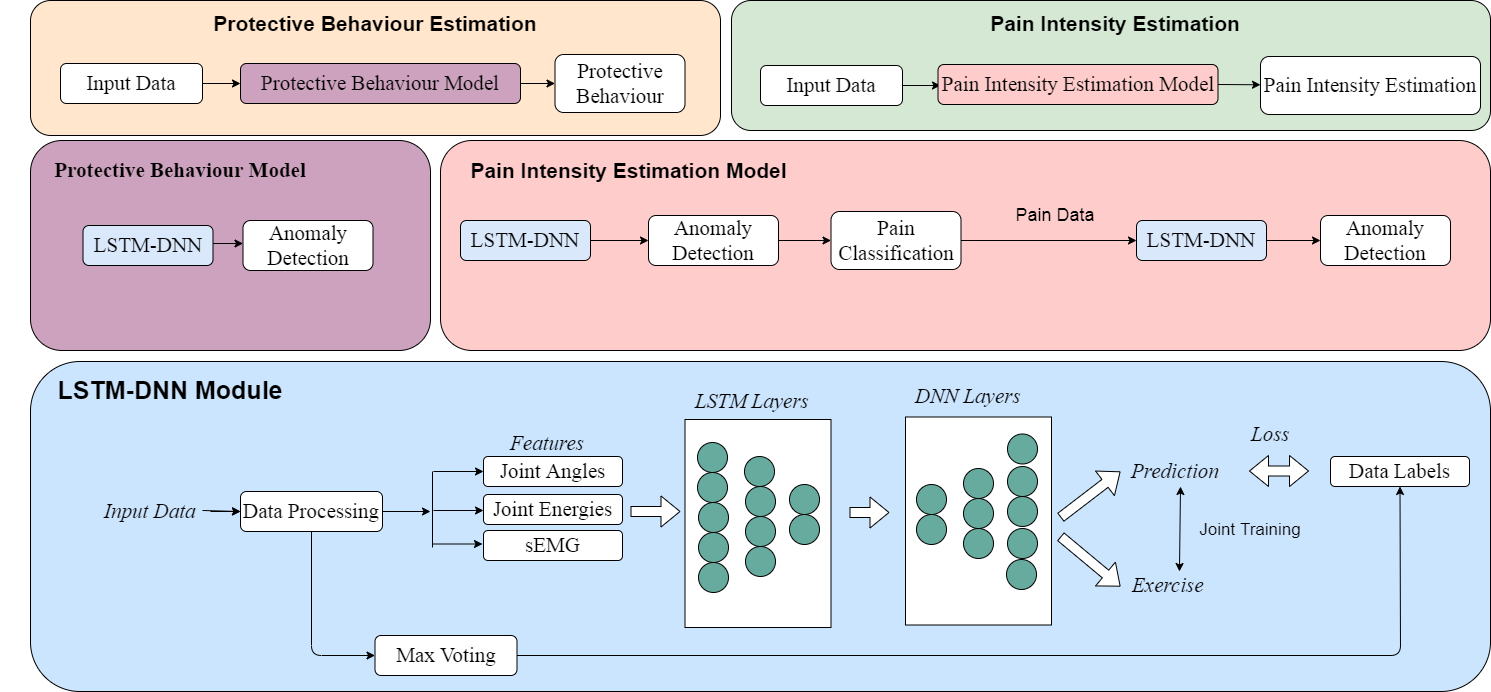 Protective Behaviour Estimation
Input Data
Protective Behaviour Model
Protective
Behaviour
Pain Intensity Estimation
Input Data
Pain Intensity Estimation Model
Pain Intensity Estimation
Protective Behaviour Model
LSTM-DNN
Anomaly
Detection
Pain Intensity Estimation Model
LSTM-DNN
Anomaly
Detection
Pain
Classification
Pain Data
LSTM-DNN
Anomaly
Detection
LSTM-DNN Module
Input Data
Data Processing
Features
Joint Angles
Joint Energies
sEMG
LSTM Layers
DNN Layers
Prediction
Loss
Data Labels
Joint Training
Exercise
Max Voting